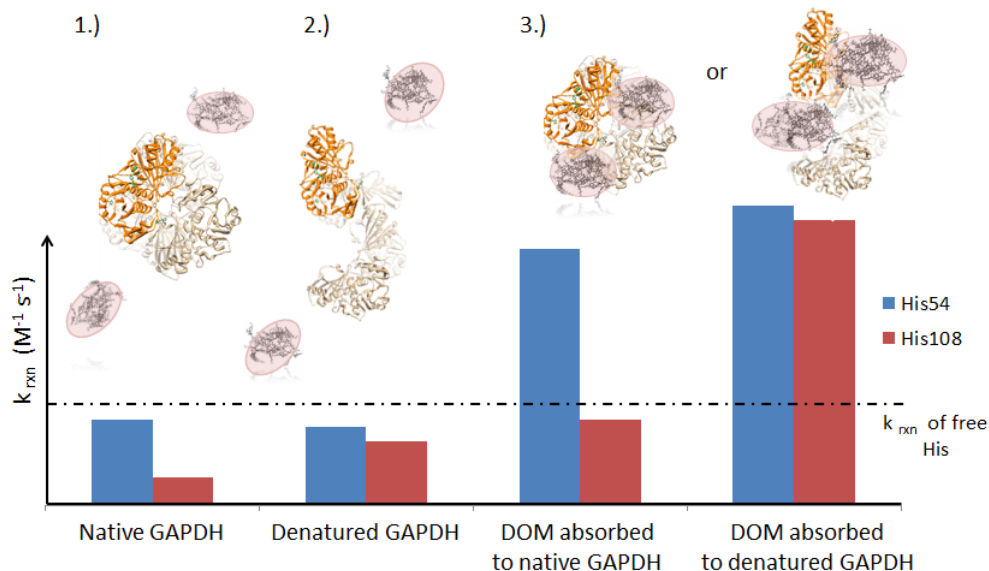 1.)
2.)
3.)
or
k rxn (M-1 s-1)
His54
His108
k rxn of free
His
Native GAPDH
Denatured GAPDH
DOM absorbed
to native GAPDH
DOM absorbed
to denatured GAPDH